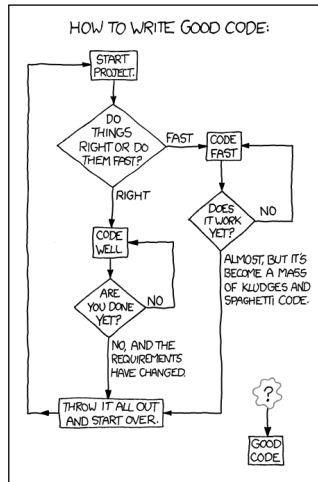 HOW TO WRITE GOOD CODE:
START
PROJECT.
DO
THINGS
RIGHT OR DO
THEM FAST?
FAST
CODE
FAST
RIGHT
DOES
IT WORK
YET?
NO
CODE
WELL
ALMOST, BUT IT'S
BECOME A MASS
OF KLUDGES AND
SPAGHETTI CODE.
ARE
YOU DONE
YET?
NO
NO, AND THE
REQUIREMENTS
HAVE CHANGED.
THROW IT ALL OUT
AND START OVER.
?
GOOD
CODE